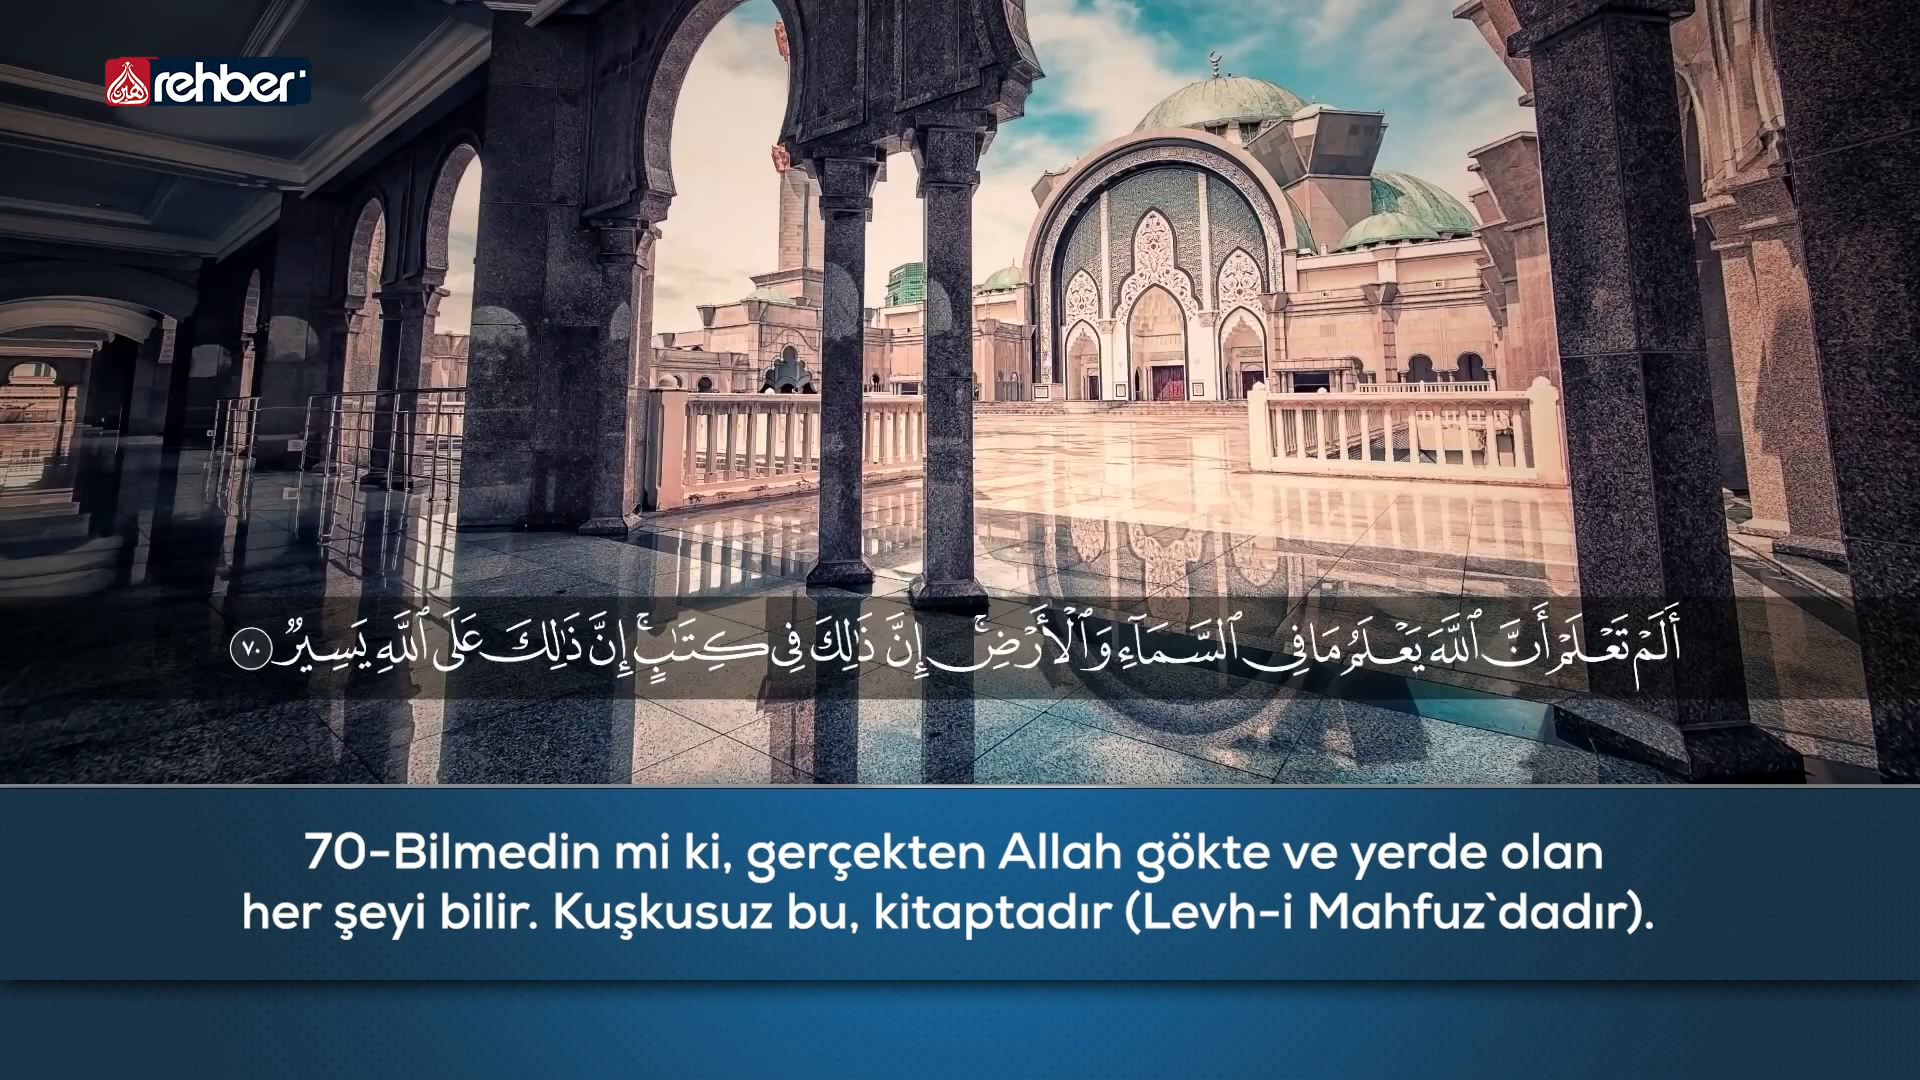 rehber
أَلَمْ تَعْلَمْ أَنَّ ٱللَّهَ يَعْلَمُ مَا فِى ٱلسَّمَآءِ وَٱلْأَرْضِ ۚ إِنَّ ذَٰلِكَ فِى كِتَٰبٍ ۚ إِنَّ ذَٰلِكَ عَلَى ٱللَّهِ يَسِيرٌ ٧٠
70-Bilmedin mi ki, gerçekten Allah gökte ve yerde olan
her şeyi bilir. Kuşkusuz bu, kitaptadır (Levh-i Mahfuz`dadır).